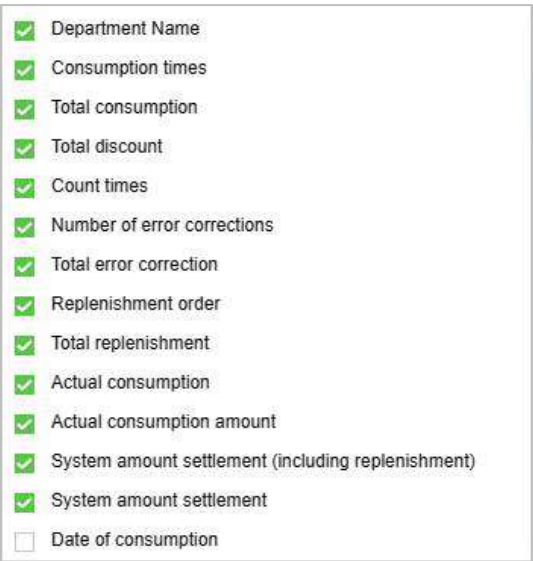 Department Name
Consumption times
Total consumption
Total discount
Count times
Number of error corrections
Total error correction
Replenishment order
Total replenishment
Actual consumption
Actual consumption amount
System amount settlement (including replenishment)
System amount settlement
Date of consumption